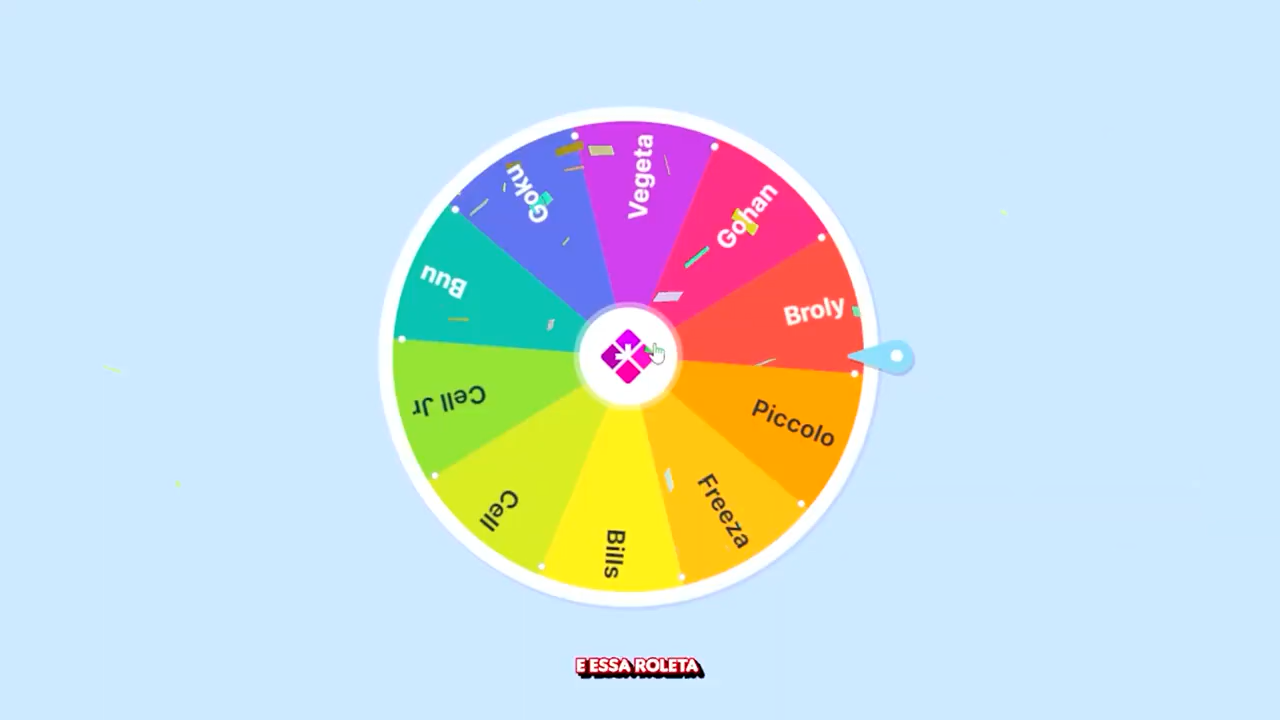 Vegeta
Gohan
Broly
Piccolo
Freeza
Bills
Cell
Cell Jr
Buu
Goku
E ESSA ROLETA